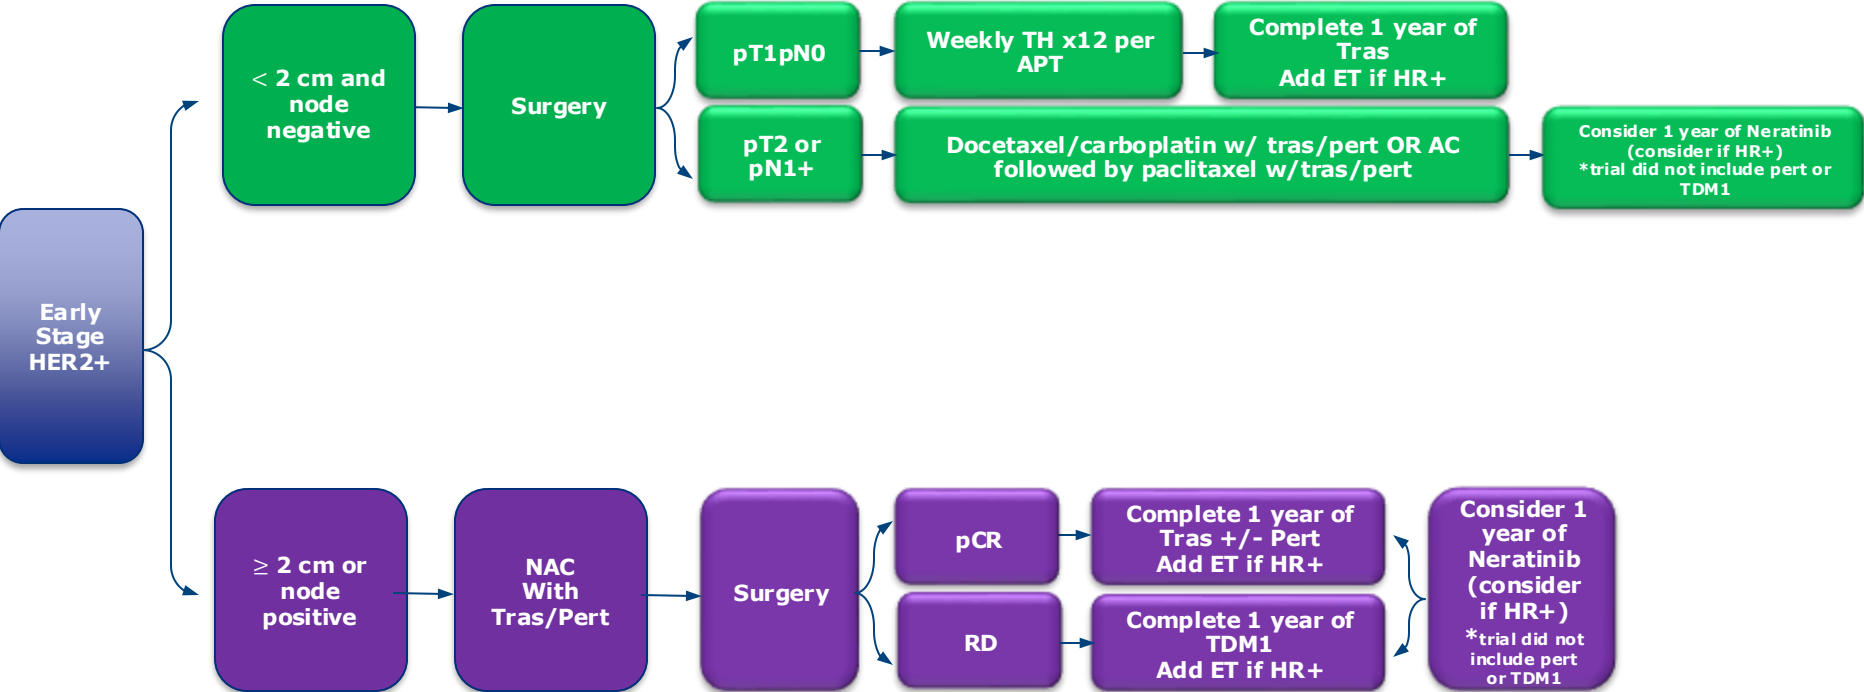 Early
Stage
HER2+
< 2 cm and
node
negative
Surgery
pT1pN0
Weekly TH x12 per
APT
Complete 1 year of
Tras
Add ET if HR+
pT2 or
pN1+
Docetaxel/carboplatin w/ tras/pert OR AC
followed by paclitaxel w/tras/pert
Consider 1 year of Neratinib
(consider if HR+)
*trial did not include pert or
TDM1
≥ 2 cm or
node
positive
NAC
With
Tras/Pert
Surgery
pCR
Complete 1 year of
Tras +/- Pert
Add ET if HR+
RD
Complete 1 year of
TDM1
Add ET if HR+
Consider 1
year of
Neratinib
(consider
if HR+)
*trial did not
include pert
or TDM1